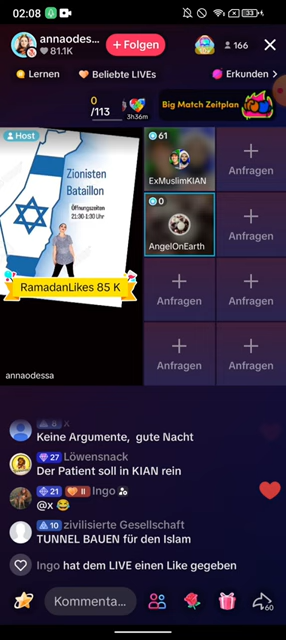 02:08
annaodes...
81.1K
+ Folgen
166
Lernen
Beliebte LIVEs
Erkunden
0
/113
3h36m
Big Match Zeitplan
Host
Zionisten
Bataillon
Öffnungszeiten
21:30-1:30 Uhr
RamadanLikes 85 K
annaodessa
61
ExMuslimKIAN
0
AngelOnEarth
Anfragen
Anfragen
Anfragen
Anfragen
Anfragen
Anfragen
8 X
Keine Argumente, gute Nacht
27 Löwensnack
Der Patient soll in KIAN rein
21 II Ingo
@x 😂
10 zivilisierte Gesellschaft
TUNNEL BAUEN für den Islam
Ingo hat dem LIVE einen Like gegeben
Kommenta...
60